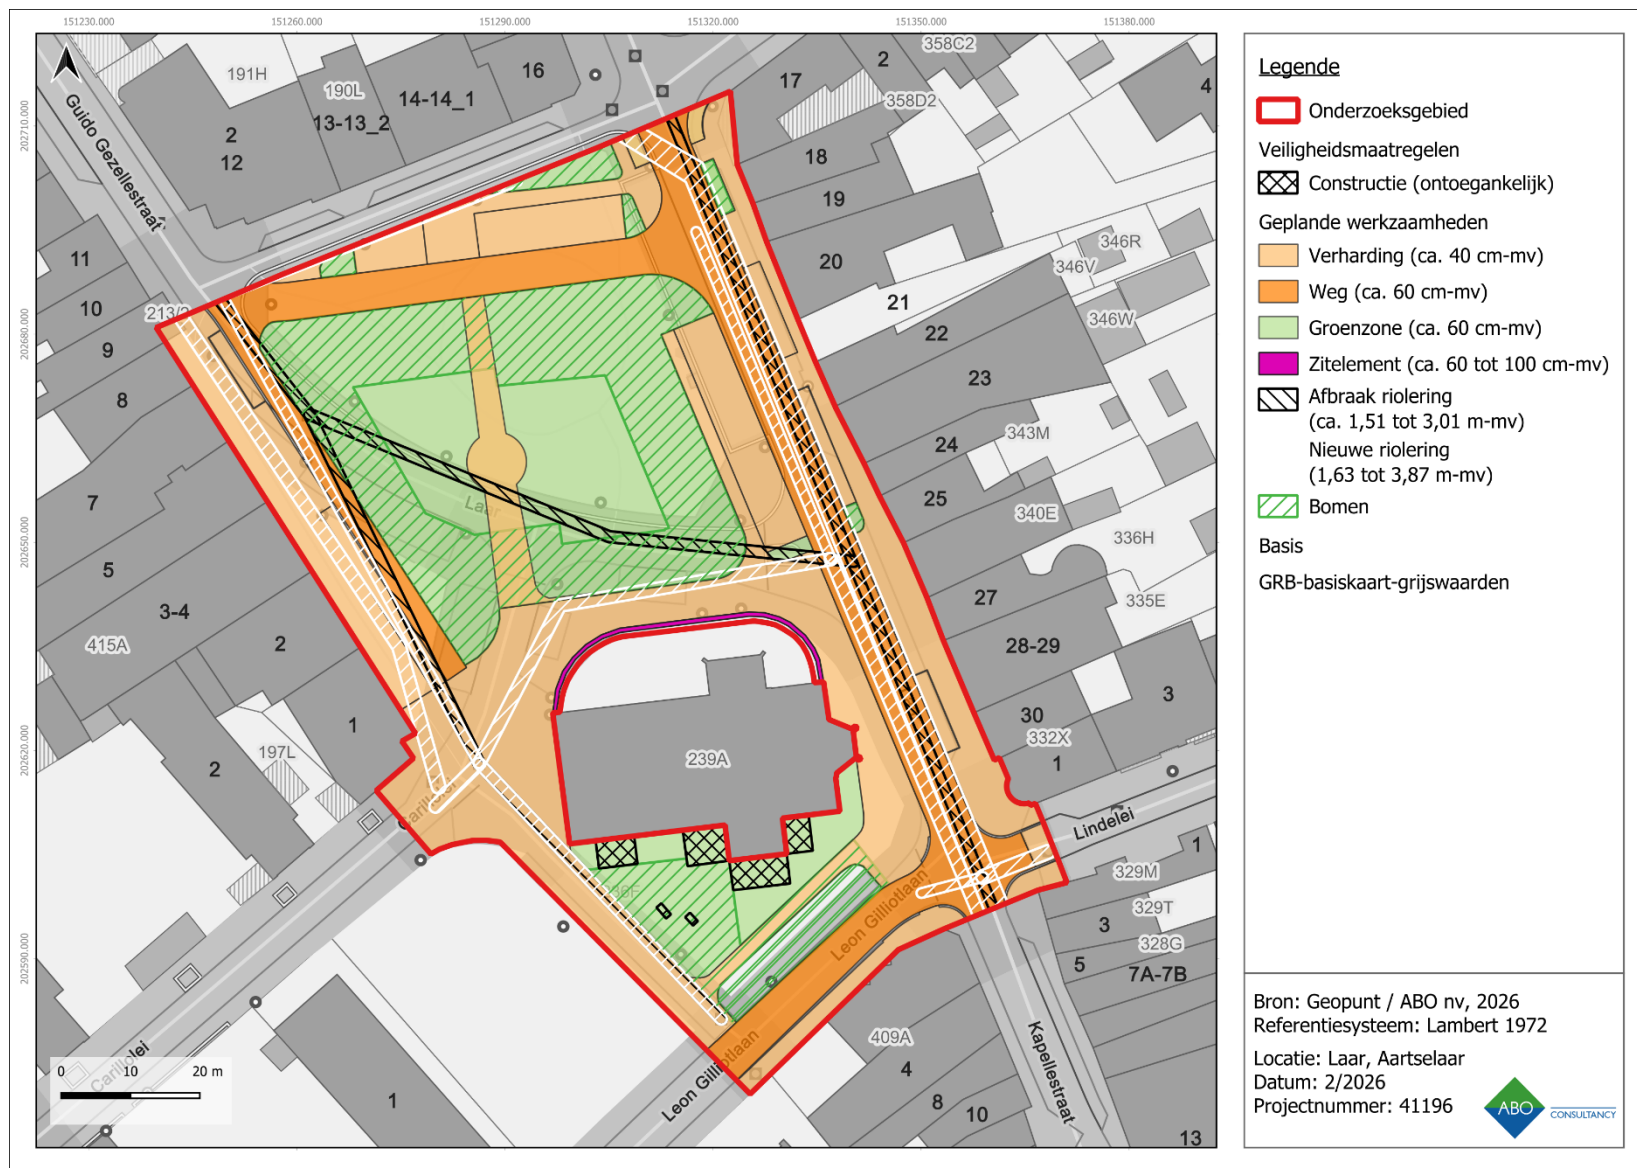 151230.000
151260.000
151290.000
151320.000
151350.000
151380.000
202710.000
202680.000
202650.000
202620.000
202590.000
Guido Gezellestraat
191H
190L
14-14_1
13-13_2
16
2
12
17
2
358C2
358D2
4
18
19
20
346R
346V
346W
21
22
23
24
343M
25
340E
336H
27
335E
28-29
30
332X
1
3
11
10
213/2
9
8
7
5
3-4
415A
2
1
2
197L
Laar
239A
Carillolei
Lindelei
1
329M
329T
3
328G
5
7A-7B
Leon Gilliotlaan
Leon Gilliotlaan
409A
4
8
10
Kapellestraat
13
Carillolei
1
0 10 20 m
Legende
Onderzoeksgebied
Veiligheidsmaatregelen
Constructie (ontoegankelijk)
Geplande werkzaamheden
Verharding (ca. 40 cm-mv)
Weg (ca. 60 cm-mv)
Groenzone (ca. 60 cm-mv)
Zitelement (ca. 60 tot 100 cm-mv)
Afbraak riolering
(ca. 1,51 tot 3,01 m-mv)
Nieuwe riolering
(1,63 tot 3,87 m-mv)
Bomen
Basis
GRB-basiskaart-grijswaarden
Bron: Geopunt / ABO nv, 2026
Referentiesysteem: Lambert 1972
Locatie: Laar, Aartselaar
Datum: 2/2026
Projectnummer: 41196
ABO
CONSULTANCY